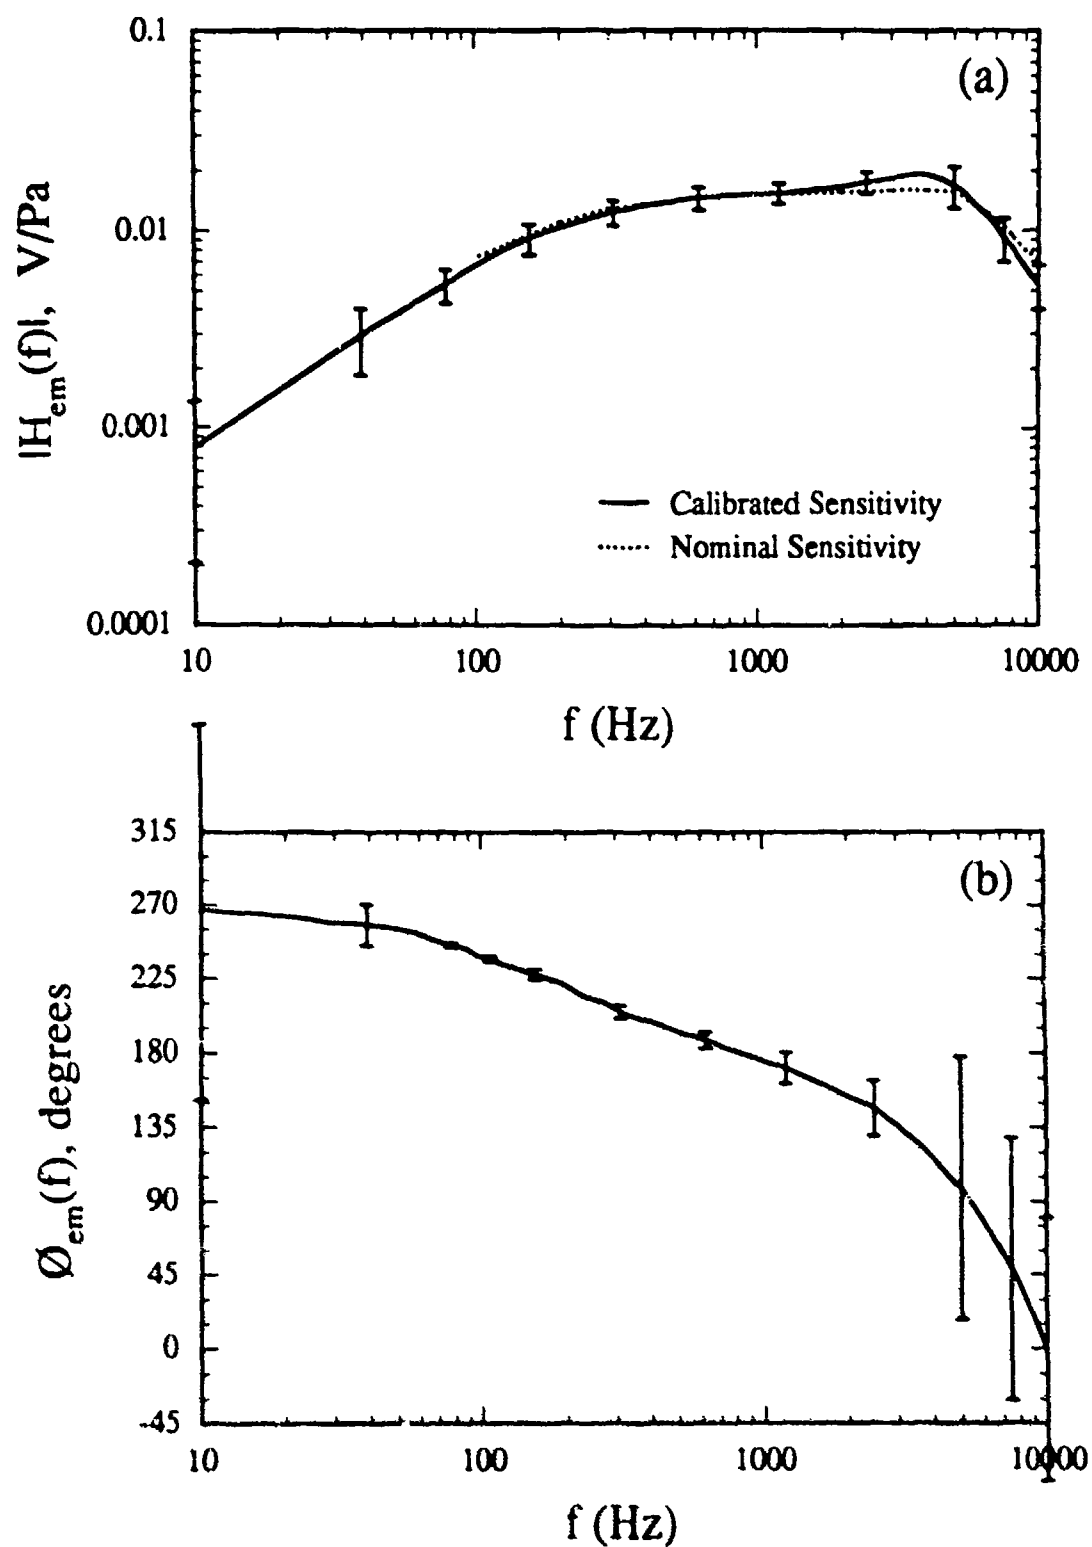 0.1
(a)
0.01
0.001
0.0001
|H_em(f)|, V/Pa
Calibrated Sensitivity
Nominal Sensitivity
10 100 1000 10000
f (Hz)
315
(b)
270
225
180
135
90
45
0
-45
Ø_em(f), degrees
10 100 1000 10000
f (Hz)